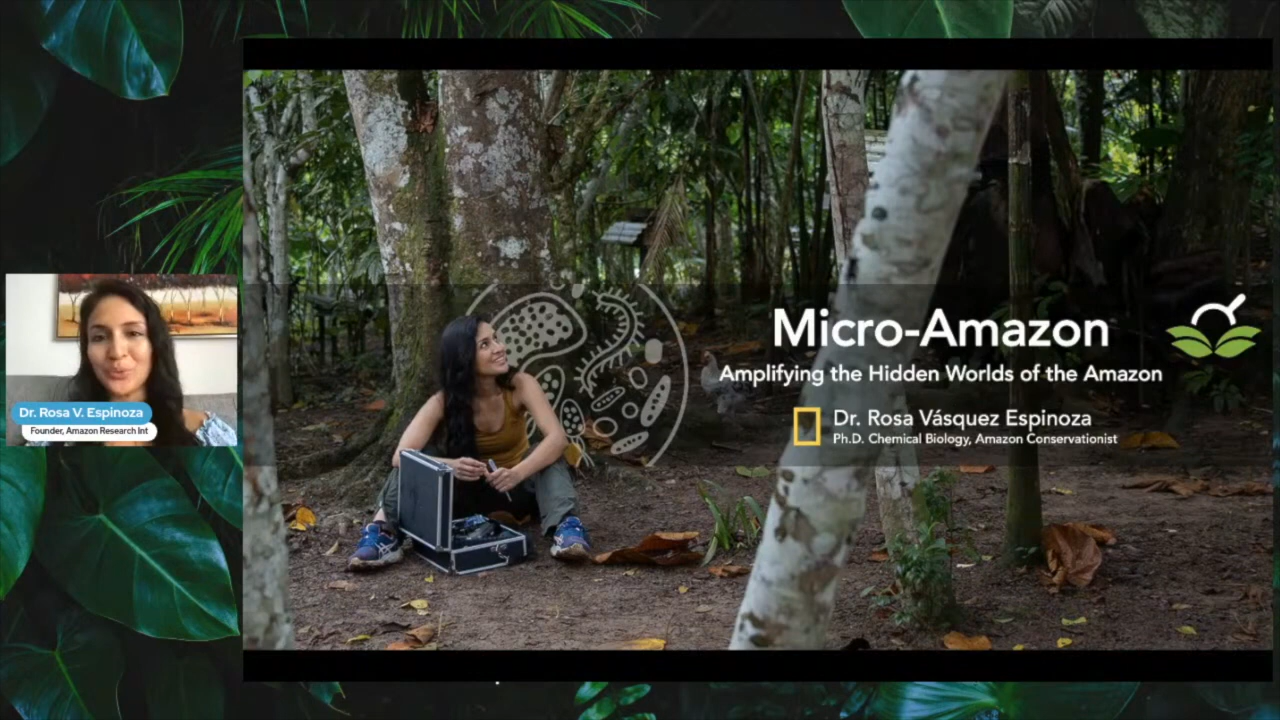 Dr. Rosa V. Espinoza
Founder, Amazon Research Int
Micro-Amazon
Amplifying the Hidden Worlds of the Amazon
Dr. Rosa Vásquez Espinoza
Ph.D. Chemical Biology, Amazon Conservationist